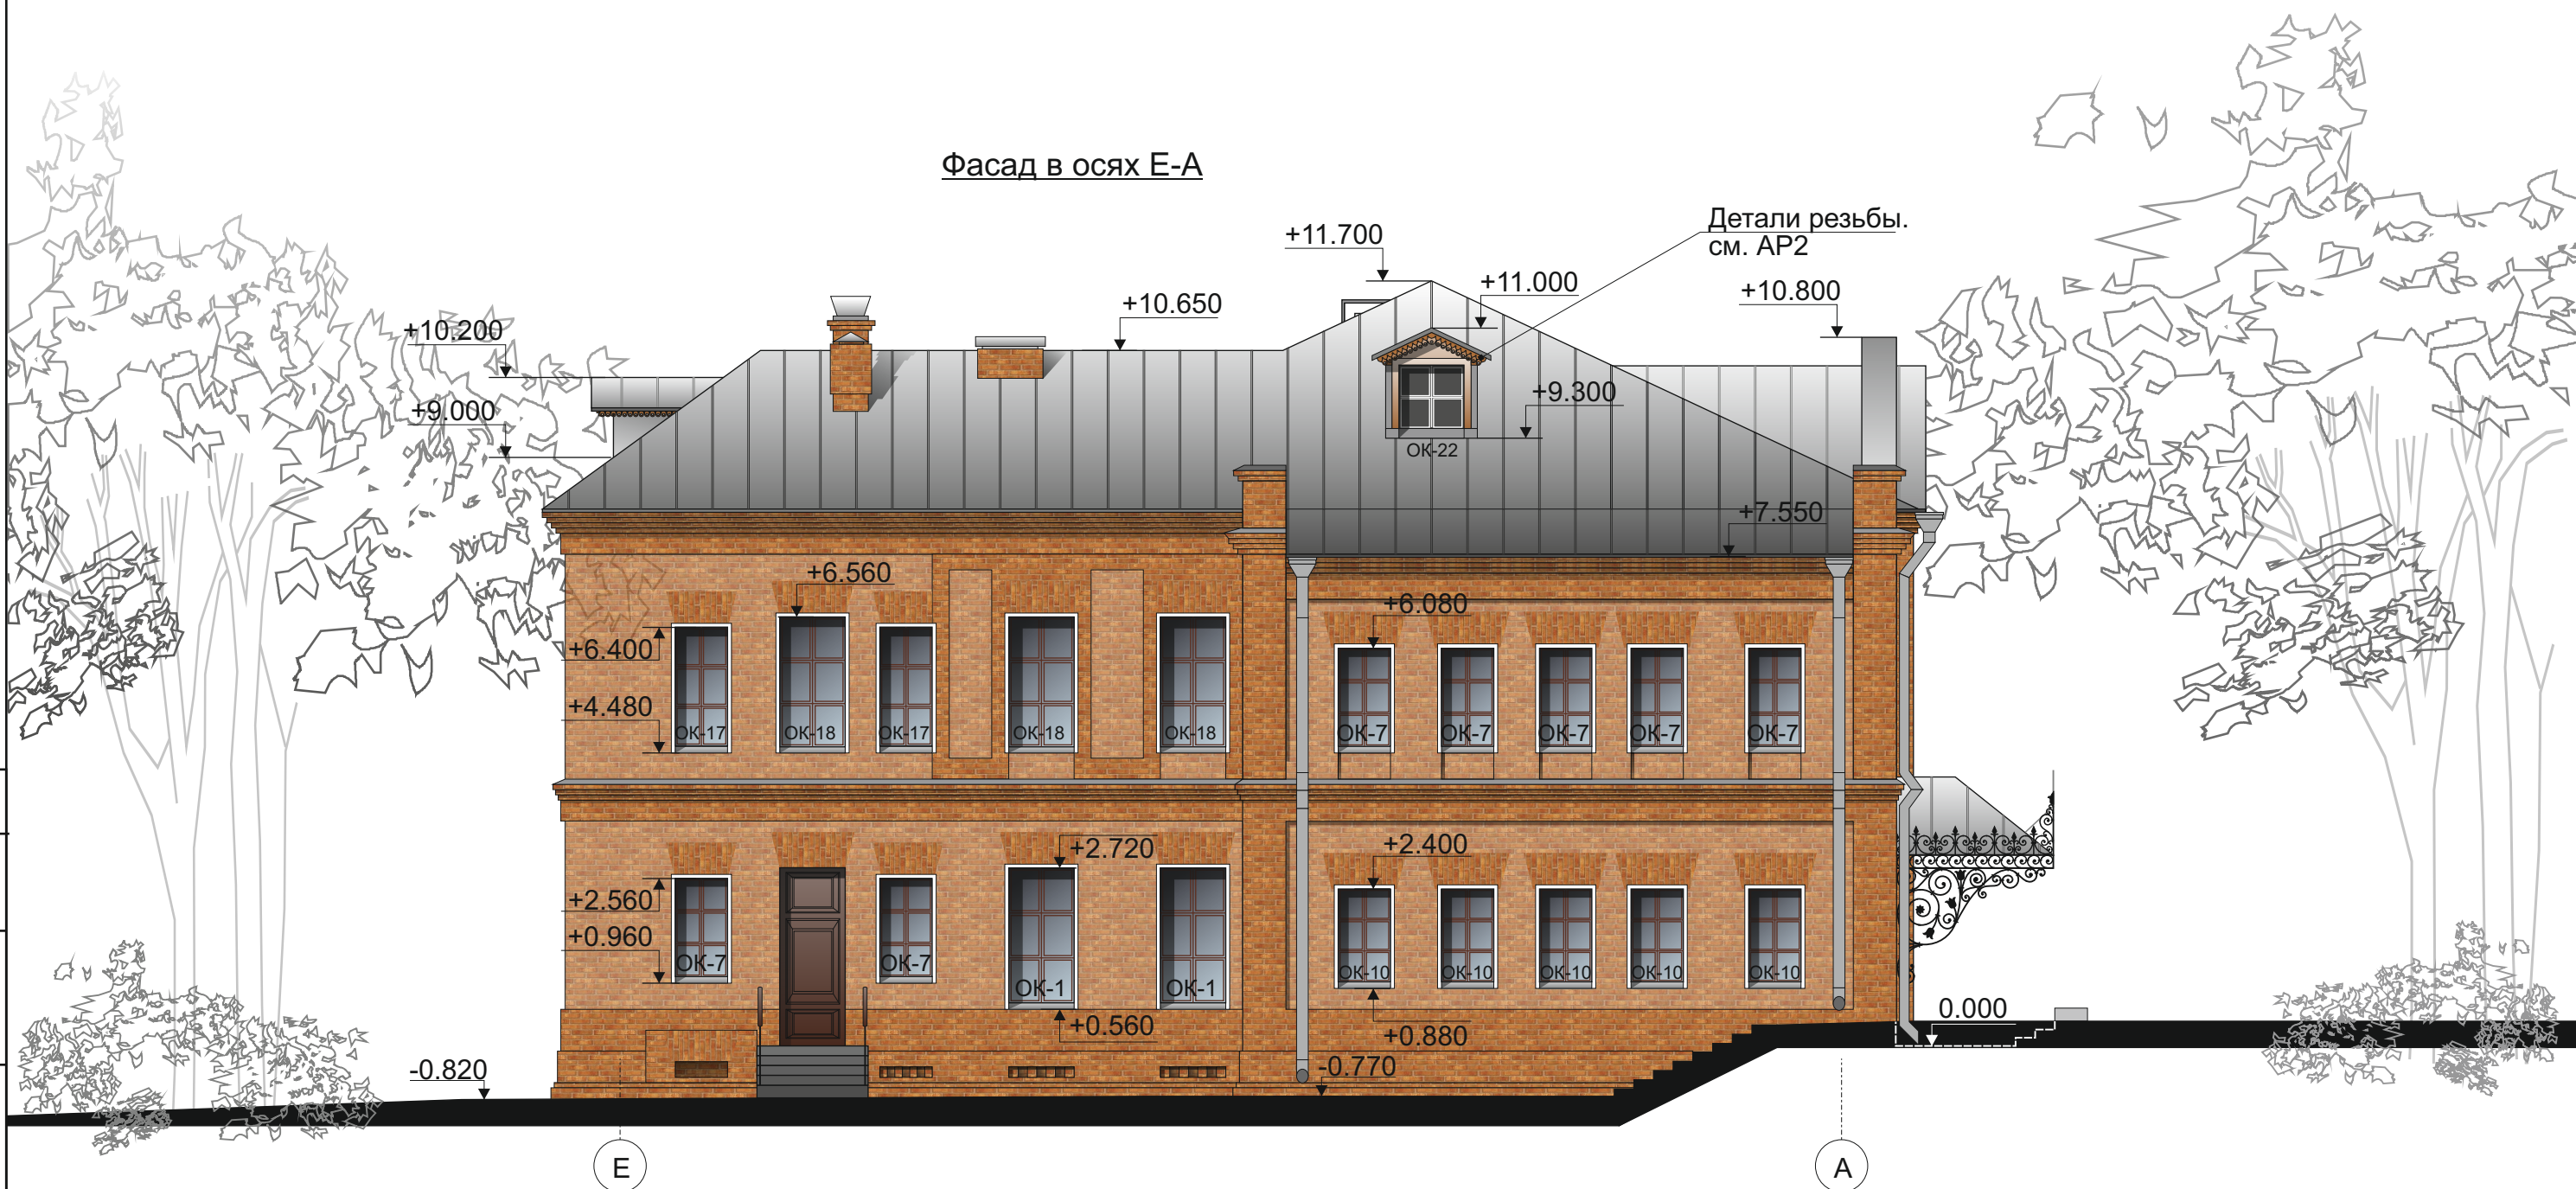 Фасад в осях Е-А
Детали резьбы.
см. АР2
+11.700
+11.000
+10.800
+10.650
+10.200
+9.300
+9.000
ОК-22
+7.550
+6.560
+6.080
+6.400
+4.480
ОК-17
ОК-18
ОК-17
ОК-18
ОК-18
ОК-7
ОК-7
ОК-7
ОК-7
ОК-7
+2.720
+2.400
+2.560
+0.960
ОК-7
ОК-7
ОК-1
ОК-1
ОК-10
ОК-10
ОК-10
ОК-10
ОК-10
0.000
+0.560
+0.880
-0.820
-0.770
Е
А